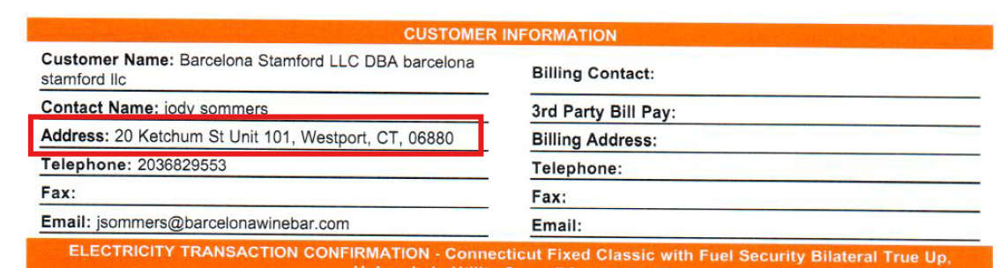 CUSTOMER INFORMATION
Customer Name: Barcelona Stamford LLC DBA barcelona
stamford llc
Contact Name: jody sommers
Address: 20 Ketchum St Unit 101, Westport, CT, 06880
Telephone: 2036829553
Fax:
Email: jsommers@barcelonawinebar.com
Billing Contact:
3rd Party Bill Pay:
Billing Address:
Telephone:
Fax:
Email:
ELECTRICITY TRANSACTION CONFIRMATION - Connecticut Fixed Classic with Fuel Security Bilateral True Up,